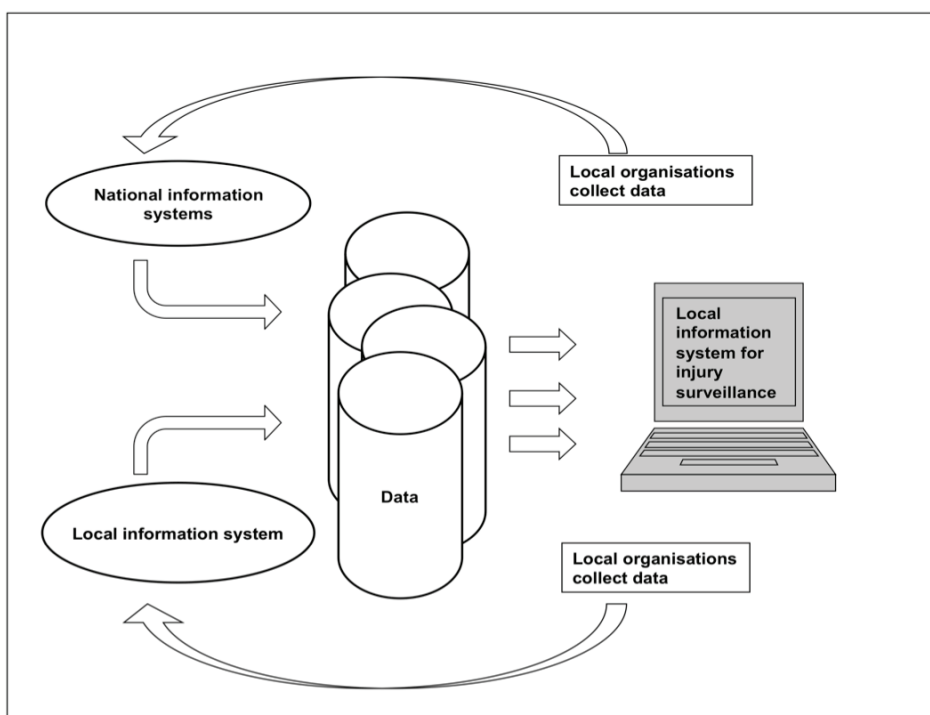 Local organisations
collect data
National information
systems
Local
information
system for
injury
surveillance
Data
Local information system
Local organisations
collect data